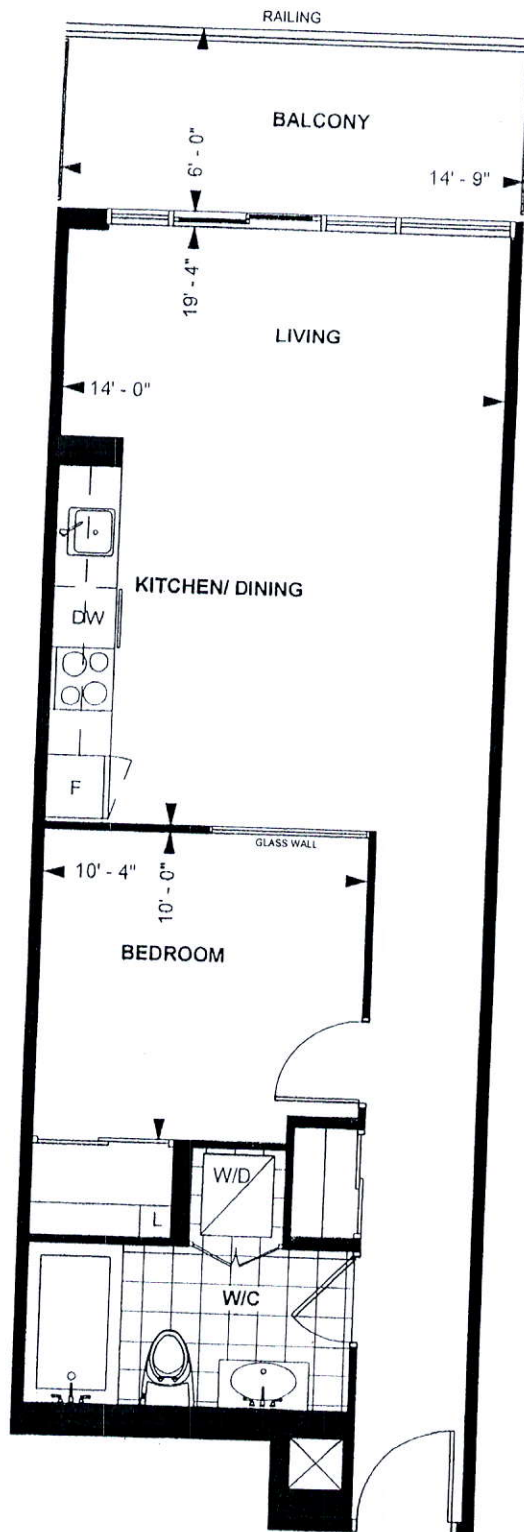 RAILING
BALCONY
6' - 0"
14' - 9"
19' - 4"
LIVING
14' - 0"
KITCHEN/ DINING
DW
F
GLASS WALL
10' - 4"
10' - 0"
BEDROOM
W/D
L
W/C